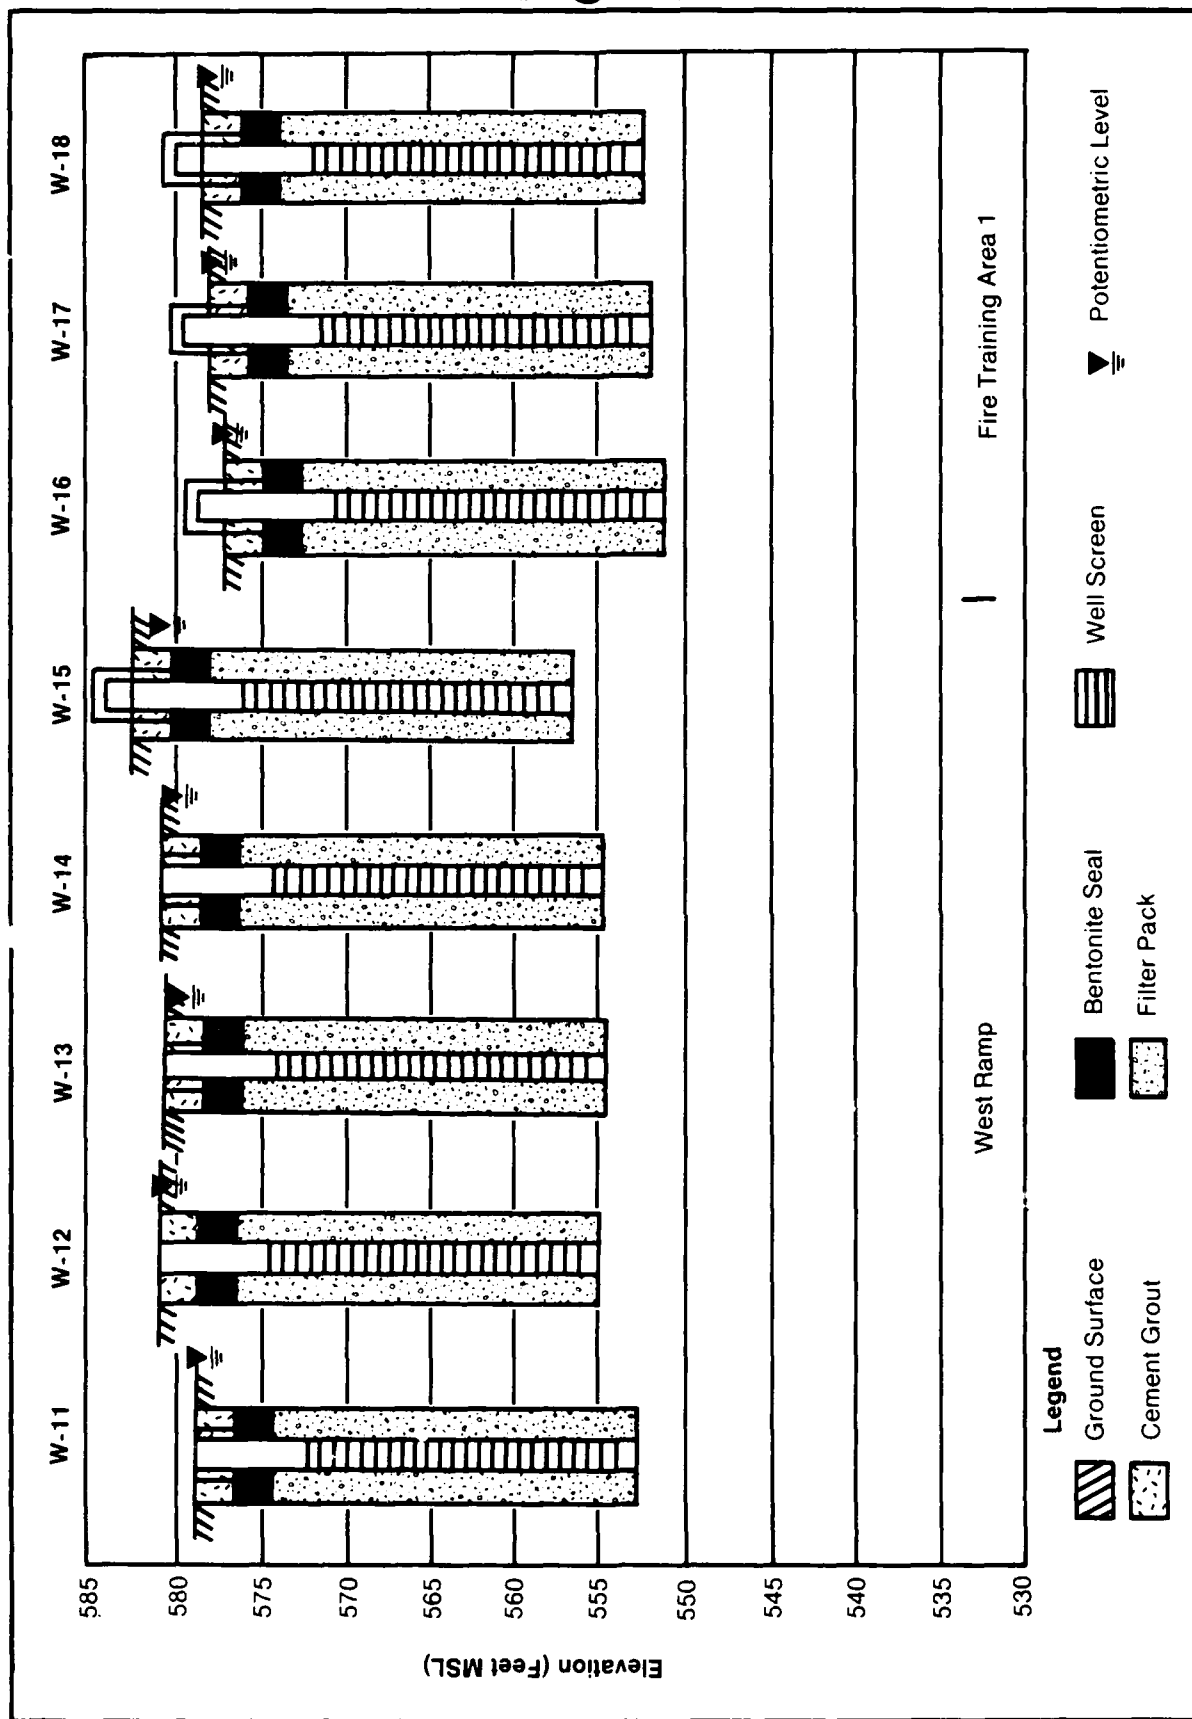 W-11 W-12 W-13 W-14 W-15 W-16 W-17 W-18
585
580
575
570
565
560
555
550
545
540
535
530
Elevation (Feet MSL)
West Ramp Fire Training Area 1
Legend
Ground Surface Bentonite Seal Well Screen Potentiometric Level
Cement Grout Filter Pack